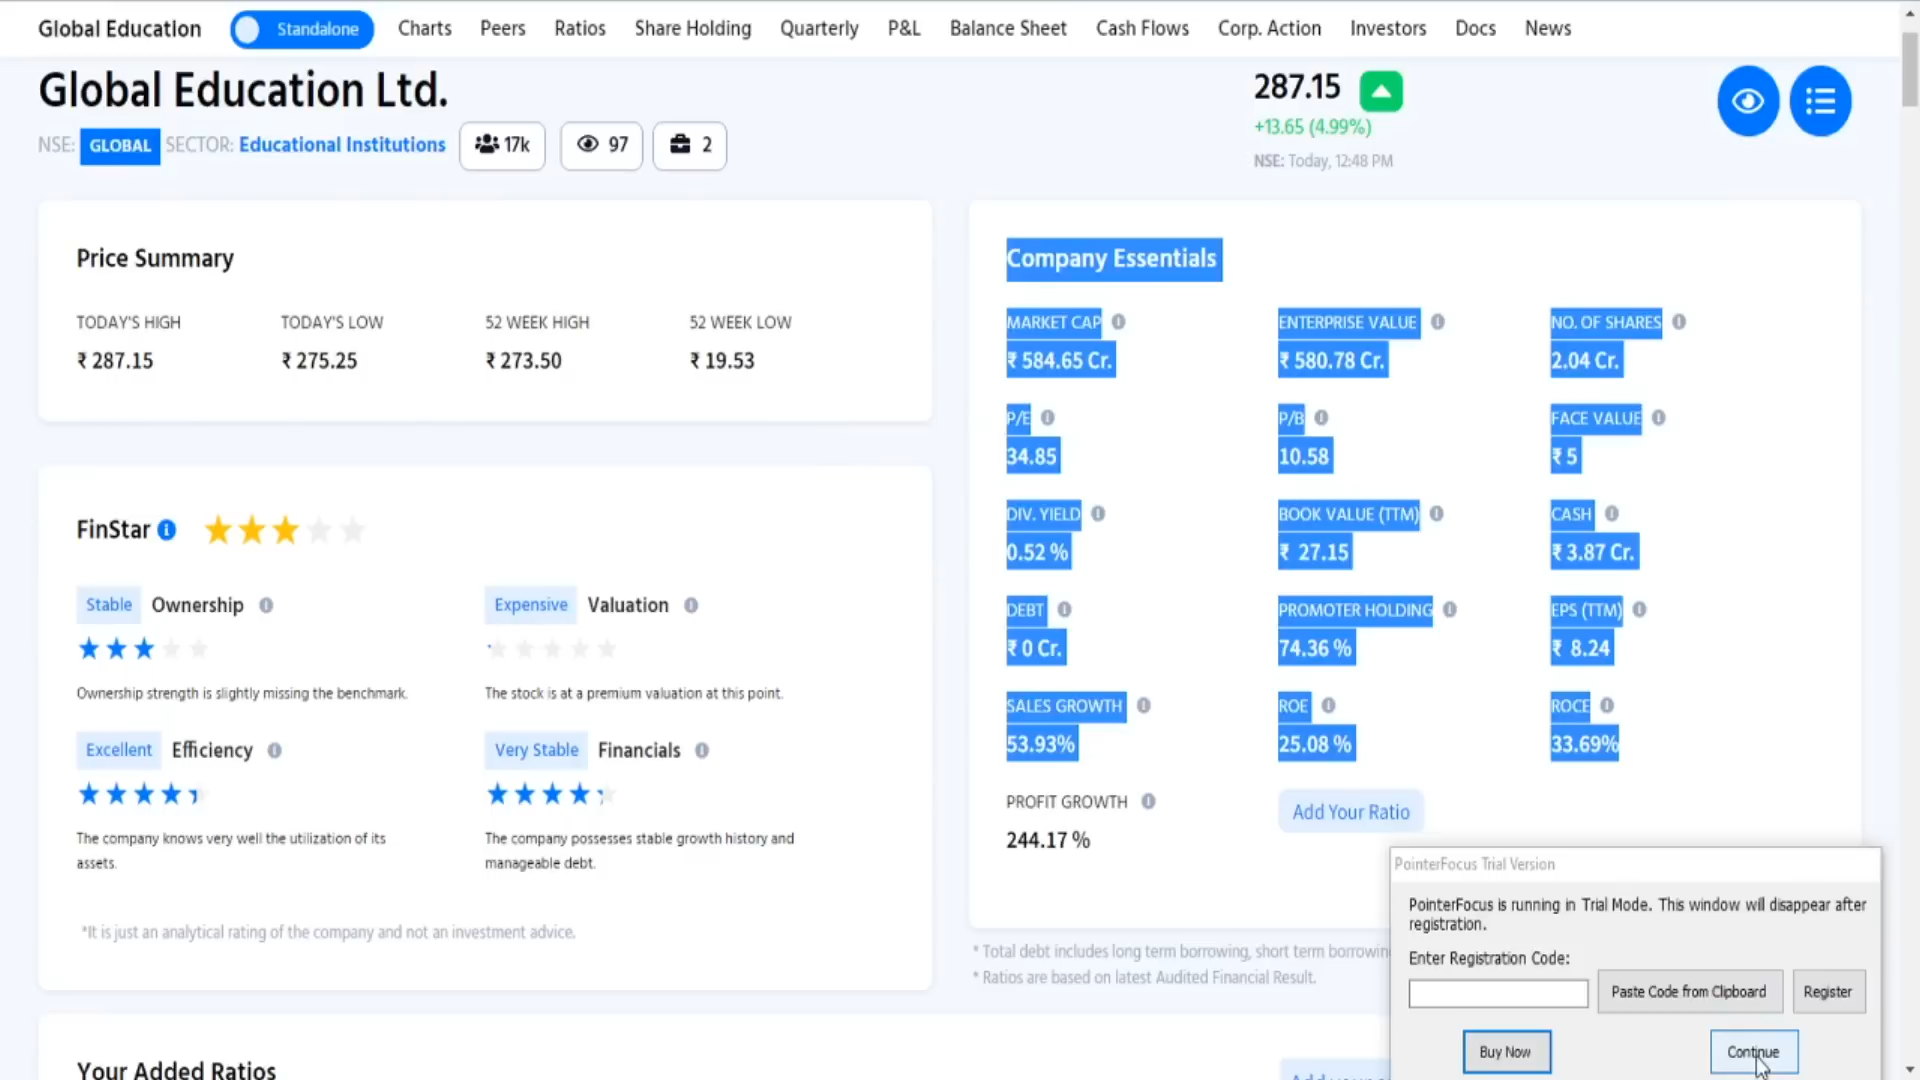 Global Education Standalone Charts Peers Ratios Share Holding Quarterly P&L Balance Sheet Cash Flows Corp. Action Investors Docs News
Global Education Ltd.
NSE: GLOBAL SECTOR: Educational Institutions 17k 97 2
287.15
+13.65 (4.99%)
NSE: Today, 12:48 PM
Price Summary
TODAY'S HIGH TODAY'S LOW 52 WEEK HIGH 52 WEEK LOW
₹ 287.15 ₹ 275.25 ₹ 273.50 ₹ 19.53
FinStar
Stable Ownership
Expensive Valuation
Ownership strength is slightly missing the benchmark.
The stock is at a premium valuation at this point.
Excellent Efficiency
Very Stable Financials
The company knows very well the utilization of its
assets.
The company possesses stable growth history and
manageable debt.
*It is just an analytical rating of the company and not an investment advice.
Company Essentials
MARKET CAP ENTERPRISE VALUE NO. OF SHARES
₹ 584.65 Cr. ₹ 580.78 Cr. 2.04 Cr.
P/E P/B FACE VALUE
34.85 10.58 ₹ 5
DIV. YIELD BOOK VALUE (TTM) CASH
0.52 % ₹ 27.15 ₹ 3.87 Cr.
DEBT PROMOTER HOLDING EPS (TTM)
₹ 0 Cr. 74.36 % ₹ 8.24
SALES GROWTH ROE ROCE
53.93% 25.08 % 33.69%
PROFIT GROWTH
244.17 %
Add Your Ratio
* Total debt includes long term borrowing, short term
* Ratios are based on latest Audited Financial Result.
PointerFocus Trial Version
PointerFocus is running in Trial Mode. This window will disappear after
registration.
Enter Registration Code:
Paste Code from Clipboard Register
Buy Now Continue
Your Added Ratios